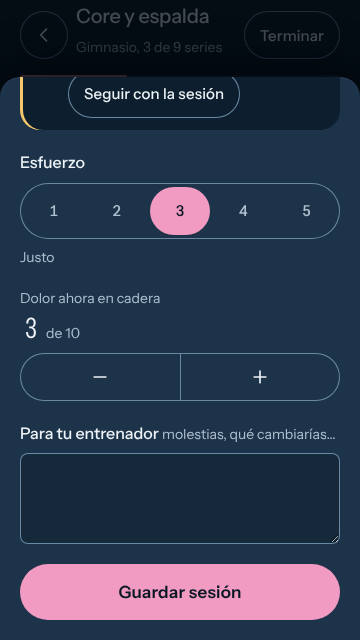 Core y espalda
Gimnasio, 3 de 9 series
Terminar
Seguir con la sesión
Esfuerzo
1 2 3 4 5
Justo
Dolor ahora en cadera
3 de 10
− +
Para tu entrenador molestias, qué cambiarías...
Guardar sesión